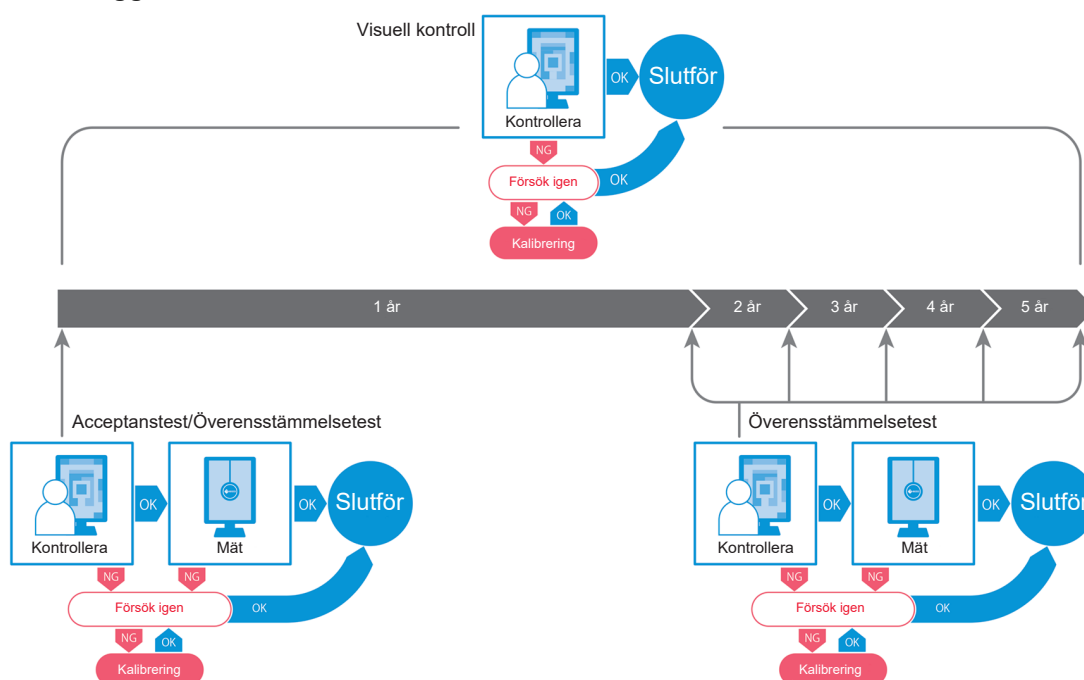 Visuell kontroll
Kontrollera
OK
Slutför
NG
Försök igen
OK
NG
OK
Kalibrering
1 år
2 år
3 år
4 år
5 år
Acceptanstest/Överensstämmelsetest
Kontrollera
OK
Mät
OK
Slutför
NG
NG
Försök igen
OK
NG
OK
Kalibrering
Överensstämmelsetest
Kontrollera
OK
Mät
OK
Slutför
NG
NG
Försök igen
OK
NG
OK
Kalibrering